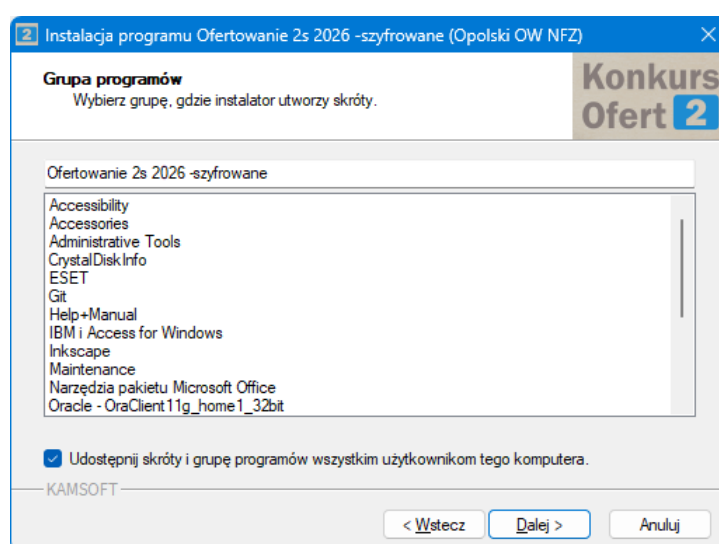 2 Instalacja programu Ofertowanie 2s 2026 -szyfrowane (Opolski OW NFZ)
Grupa programów
Wybierz grupę, gdzie instalator utworzy skróty.
Konkurs
Ofert 2
Ofertowanie 2s 2026 -szyfrowane
Accessibility
Accessories
Administrative Tools
CrystalDiskInfo
ESET
Git
Help+Manual
IBM i Access for Windows
Inkscape
Maintenance
Narzędzia pakietu Microsoft Office
Oracle - OraClient11g_home1_32bit
Udostępnij skróty i grupę programów wszystkim użytkownikom tego komputera.
KAMSOFT
< Wstecz
Dalej >
Anuluj